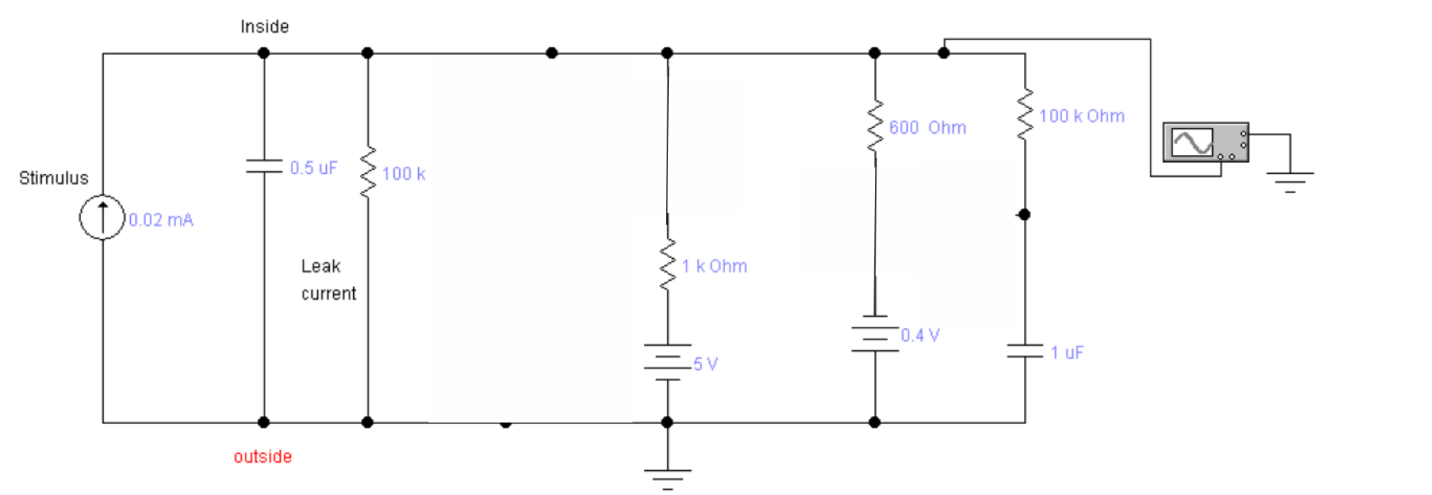 Inside
100 k Ohm
600 Ohm
0.5 uF
100 k
Stimulus
0.02 mA
Leak
current
1 k Ohm
0.4 V
1 uF
5 V
outside